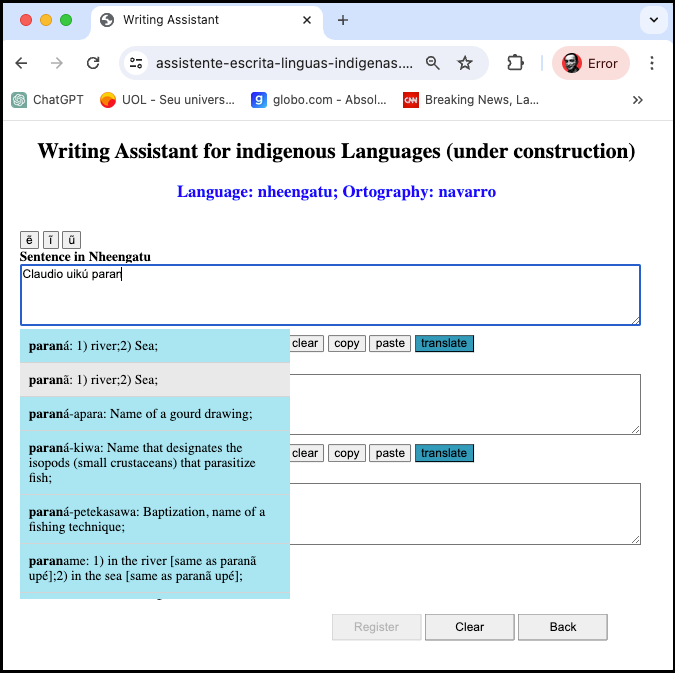 Writing Assistant
assistente-escrita-linguas-indigenas....
Error
ChatGPT
UOL - Seu univers...
globo.com - Absol...
CNN
Breaking News, La...
Writing Assistant for indigenous Languages (under construction)
Language: nheengatu; Ortography: navarro
ẽ ĩ ũ
Sentence in Nheengatu
Claudio uikú paran
clear copy paste translate
paraná: 1) river;2) Sea;
paranã: 1) river;2) Sea;
paraná-apara: Name of a gourd drawing;
paraná-kiwa: Name that designates the
isopods (small crustaceans) that parasitize
fish;
clear copy paste translate
paraná-petekasawa: Baptization, name of a
fishing technique;
paraname: 1) in the river [same as paranã
upé];2) in the sea [same as paranã upé];
Register Clear Back